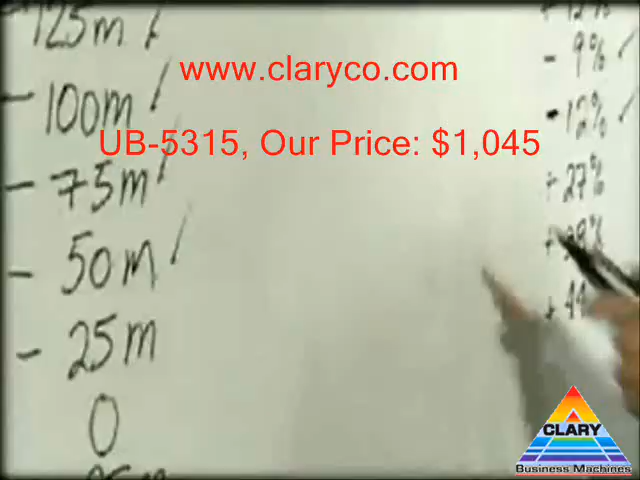 www.claryco.com
UB-5315, Our Price: $1,045
125m
- 100m
- 75m
- 50m
- 25m
0
+ 12%
- 9%
- 12%
+ 27%
CLARY
Business Machines